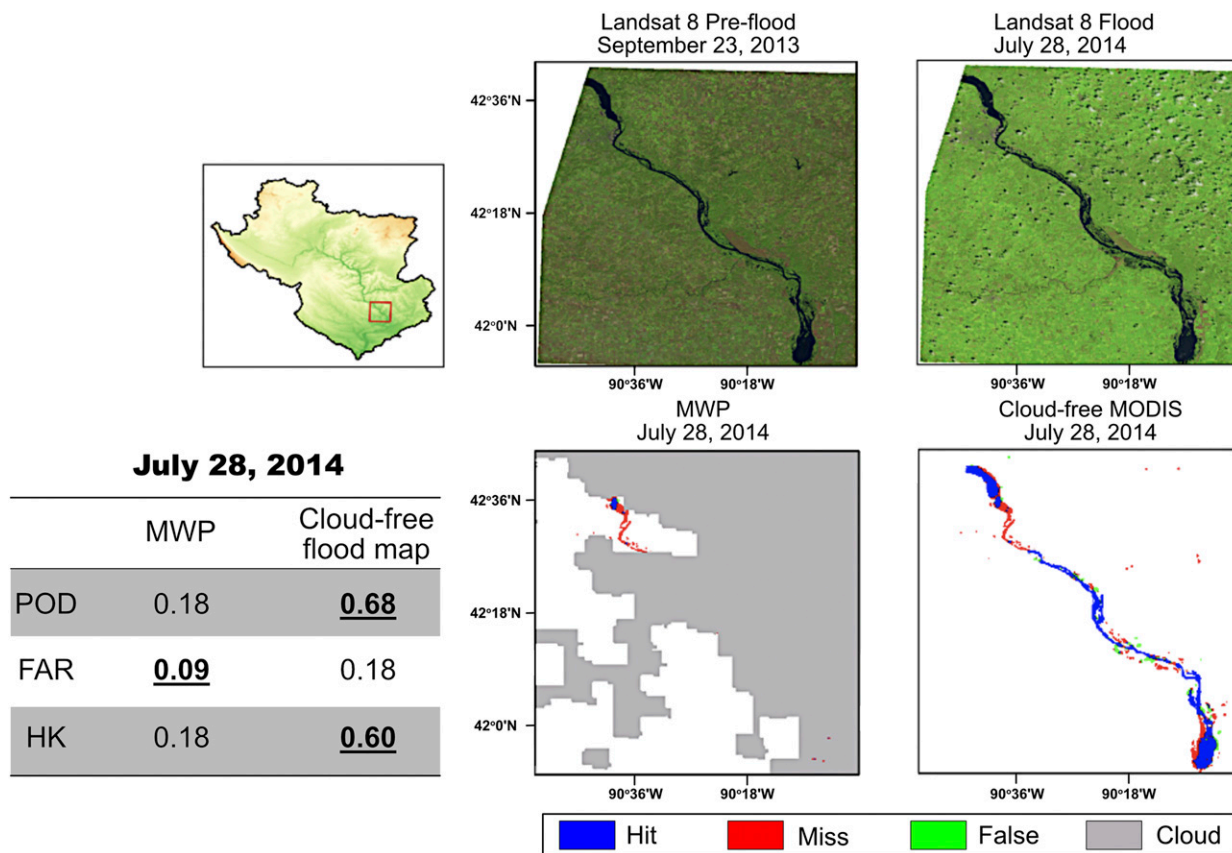 Landsat 8 Pre-flood
September 23, 2013
Landsat 8 Flood
July 28, 2014
42°36'N
42°18'N
42°0'N
90°36'W 90°18'W
90°36'W 90°18'W
MWP
July 28, 2014
Cloud-free MODIS
July 28, 2014
42°36'N
42°18'N
42°0'N
90°36'W 90°18'W
90°36'W 90°18'W
Hit Miss False Cloud
July 28, 2014
MWP Cloud-free
flood map
POD 0.18 0.68
FAR 0.09 0.18
HK 0.18 0.60